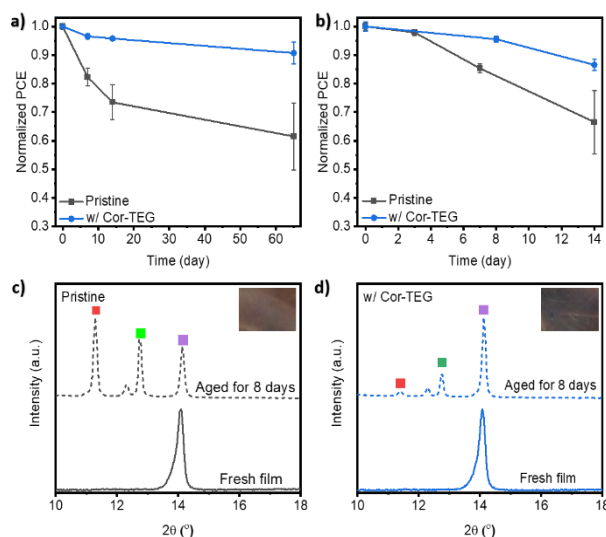 a)
1.0
0.9
0.8
0.7
0.6
0.5
0.4
0.3
Normalized PCE
Pristine
w/ Cor-TEG
0 10 20 30 40 50 60
Time (day)
b)
1.0
0.9
0.8
0.7
0.6
0.5
0.4
0.3
Normalized PCE
Pristine
w/ Cor-TEG
0 2 4 6 8 10 12 14
Time (day)
c) Pristine
Intensity (a.u.)
Aged for 8 days
Fresh film
10 12 14 16 18
2θ (°)
d) w/ Cor-TEG
Intensity (a.u.)
Aged for 8 days
Fresh film
10 12 14 16 18
2θ (°)